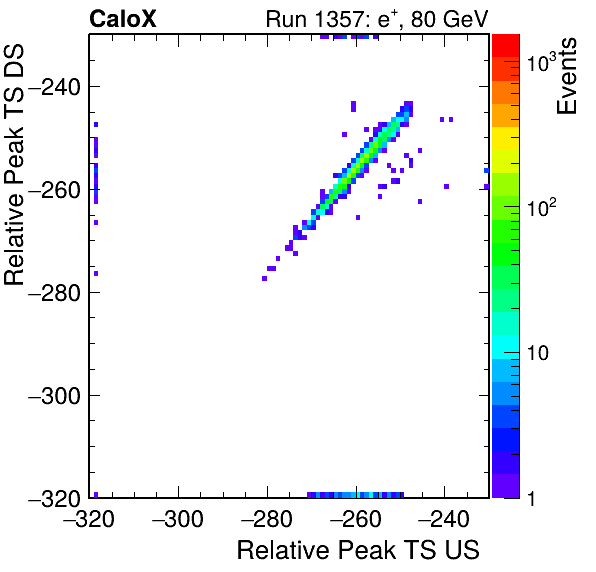 CaloX Run 1357: e⁺, 80 GeV
Relative Peak TS DS
−240
−260
−280
−300
−320
−320 −300 −280 −260 −240
Relative Peak TS US
Events
10³
10²
10
1